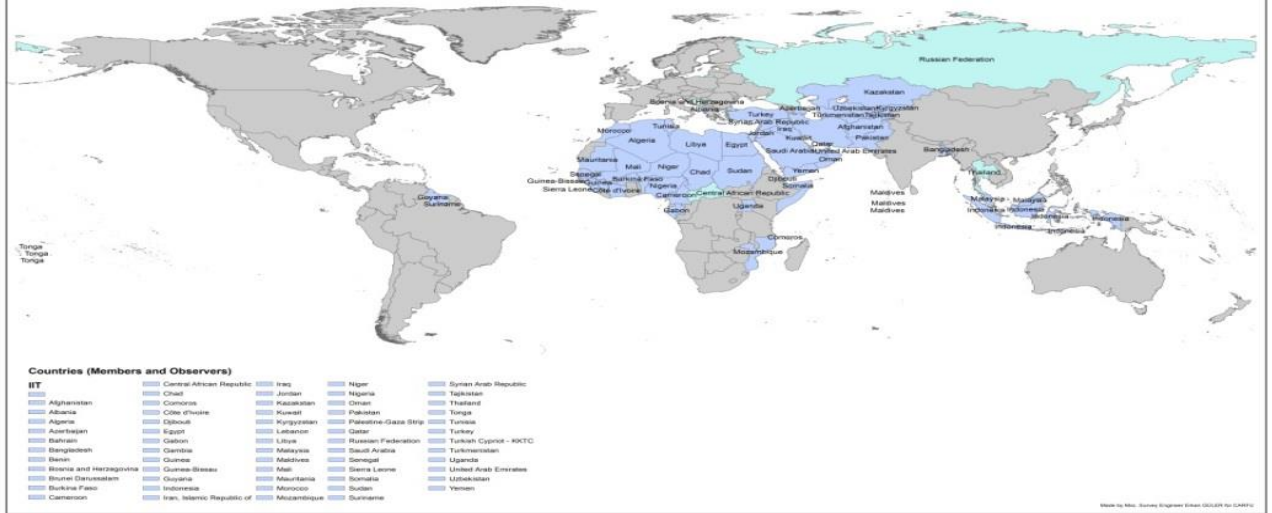 Russian Federation
Kazakstan
Bosnia and Herzegovina
Albania
Azerbaijan
Uzbekistan
Kyrgyzstan
Turkey
Turkmenistan
Tajikistan
Syrian Arab Republic
Afghanistan
Morocco
Tunisia
Jordan
Iraq
Algeria
Libya
Egypt
Kuwait
Pakistan
Qatar
Saudi Arabia
United Arab Emirates
Bangladesh
Oman
Mauritania
Mali
Niger
Chad
Sudan
Yemen
Thailand
Senegal
Burkina Faso
Djibouti
Guinea-Bissau
Guinea
Nigeria
Somalia
Sierra Leone
Côte d'Ivoire
Cameroon
Central African Republic
Maldives
Guyana
Suriname
Malaysia
Malaysia
Gabon
Uganda
Maldives
Maldives
Indonesia
Indonesia
Indonesia
Indonesia
Indonesia
Indonesia
Comoros
Mozambique
Tonga
Tonga
Tonga
Countries (Members and Observers)
IIT
Afghanistan
Albania
Algeria
Azerbaijan
Bahrain
Bangladesh
Benin
Bosnia and Herzegovina
Brunei Darussalam
Burkina Faso
Cameroon
Central African Republic
Chad
Comoros
Côte d'Ivoire
Djibouti
Egypt
Gabon
Gambia
Guinea
Guinea-Bissau
Guyana
Indonesia
Iran, Islamic Republic of
Iraq
Jordan
Kazakstan
Kuwait
Kyrgyzstan
Lebanon
Libya
Malaysia
Maldives
Mali
Mauritania
Morocco
Mozambique
Niger
Nigeria
Oman
Pakistan
Palestine-Gaza Strip
Qatar
Russian Federation
Saudi Arabia
Senegal
Sierra Leone
Somalia
Sudan
Suriname
Syrian Arab Republic
Tajikistan
Thailand
Tonga
Tunisia
Turkey
Turkish Cypriot - KKTC
Turkmenistan
Uganda
United Arab Emirates
Uzbekistan
Yemen
Made by Msc. Survey Engineer